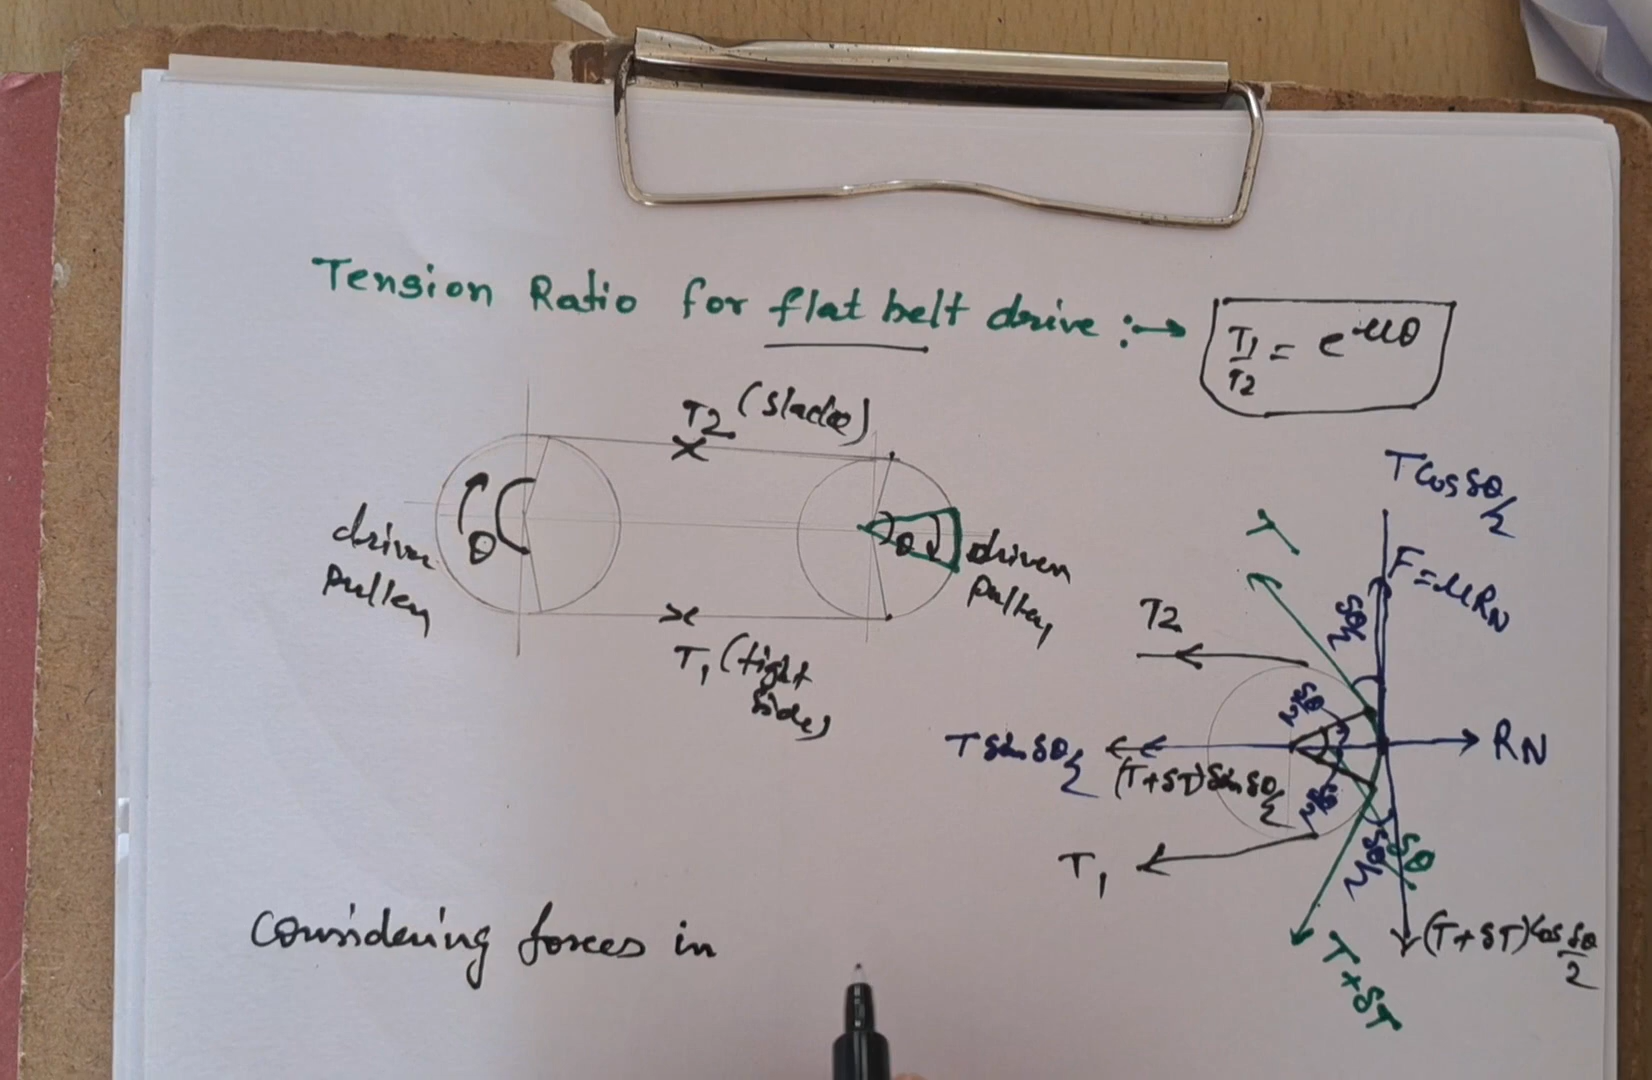 Tension Ratio for flat belt drive :→ T1/T2 = e^μθ
T2 (slack)
θ
driver
pulley
θ
driven
pulley
T1 (tight
side)
T cos δθ/2
T
F = μRN
δθ/2
T2
δθ/2
T sin δθ/2
(T+δT) sin δθ/2
RN
δθ/2
T1
δθ/2
δθ
(T+δT) cos δθ/2
T+δT
Considering forces in